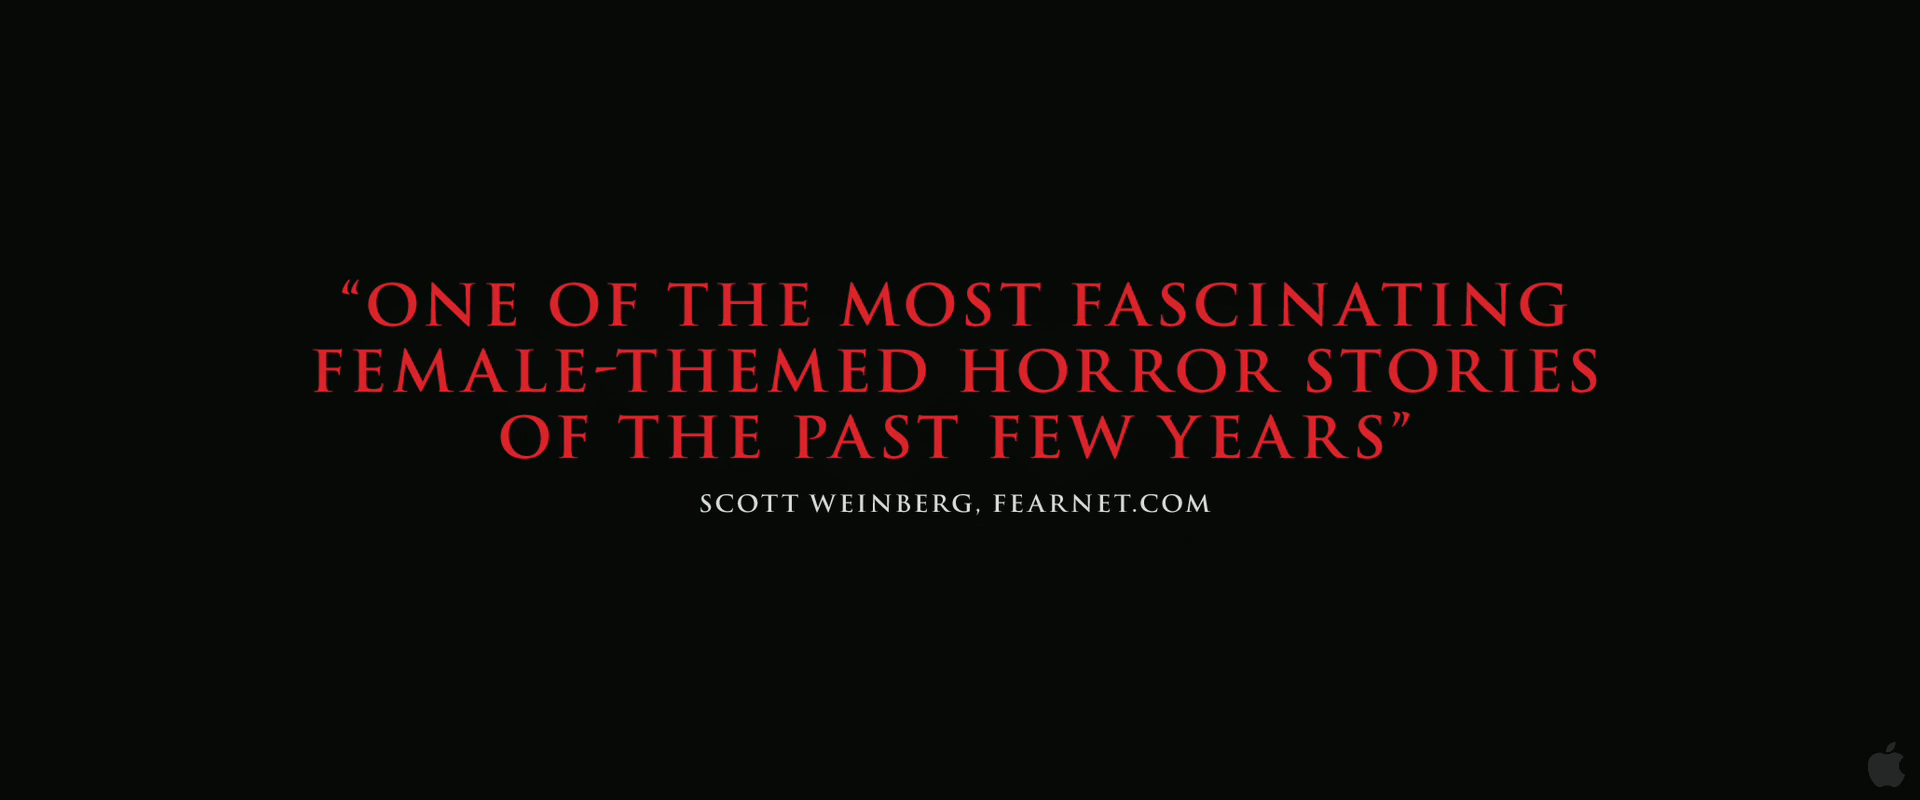 “ONE OF THE MOST FASCINATING
FEMALE-THEMED HORROR STORIES
OF THE PAST FEW YEARS”
SCOTT WEINBERG, FEARNET.COM